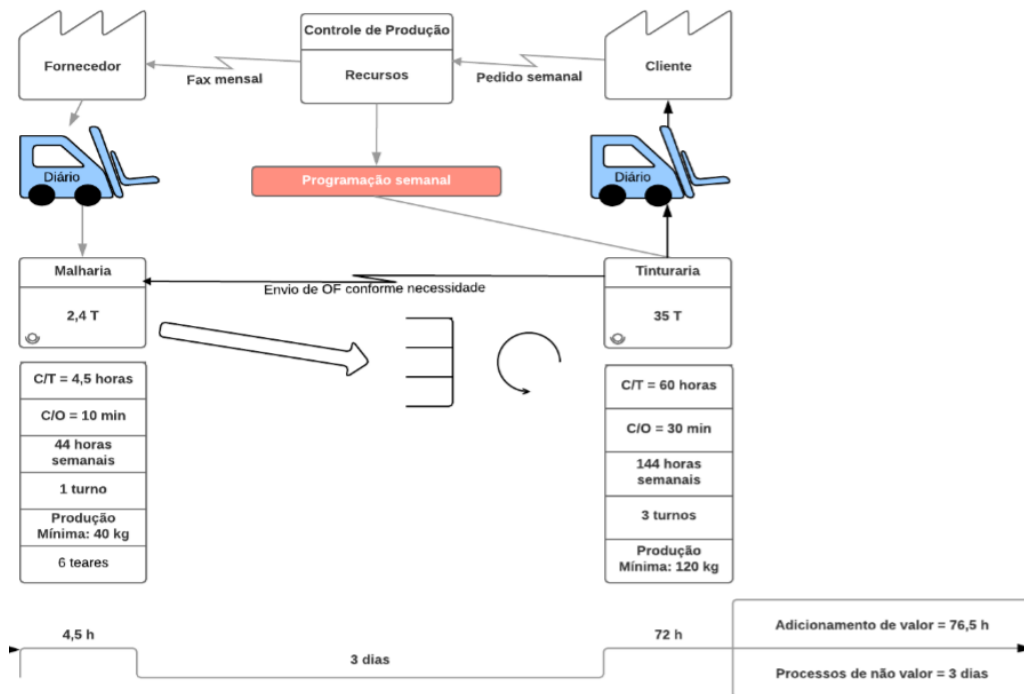 Fornecedor
Fax mensal
Controle de Produção
Recursos
Pedido semanal
Cliente
Diário
Programação semanal
Diário
Malharia
2,4 T
Envio de OF conforme necessidade
Tinturaria
35 T
C/T = 4,5 horas
C/O = 10 min
44 horas
semanais
1 turno
Produção
Mínima: 40 kg
6 teares
C/T = 60 horas
C/O = 30 min
144 horas
semanais
3 turnos
Produção
Mínima: 120 kg
4,5 h
3 dias
72 h
Adicionamento de valor = 76,5 h
Processos de não valor = 3 dias